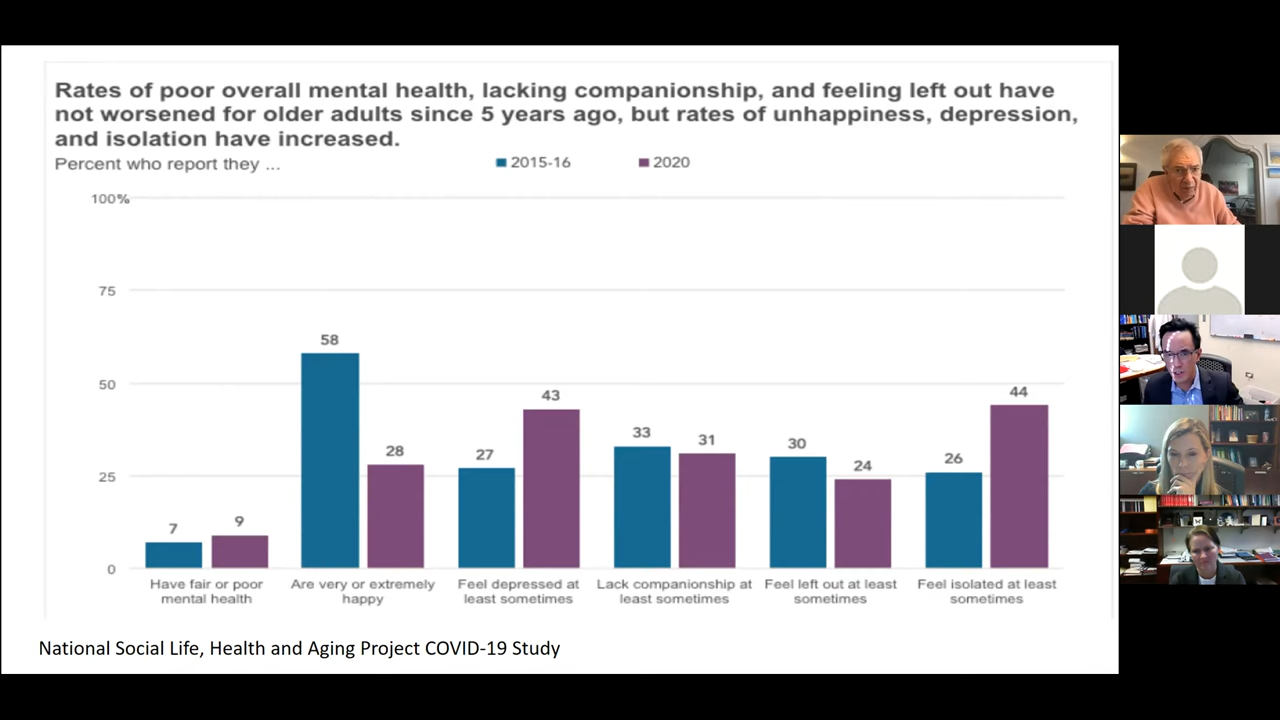 Rates of poor overall mental health, lacking companionship, and feeling left out have
not worsened for older adults since 5 years ago, but rates of unhappiness, depression,
and isolation have increased.
Percent who report they ...
2015-16
2020
100%
75
50
25
0
7
9
58
28
27
43
33
31
30
24
26
44
Have fair or poor
mental health
Are very or extremely
happy
Feel depressed at
least sometimes
Lack companionship at
least sometimes
Feel left out at least
sometimes
Feel isolated at least
sometimes
National Social Life, Health and Aging Project COVID-19 Study